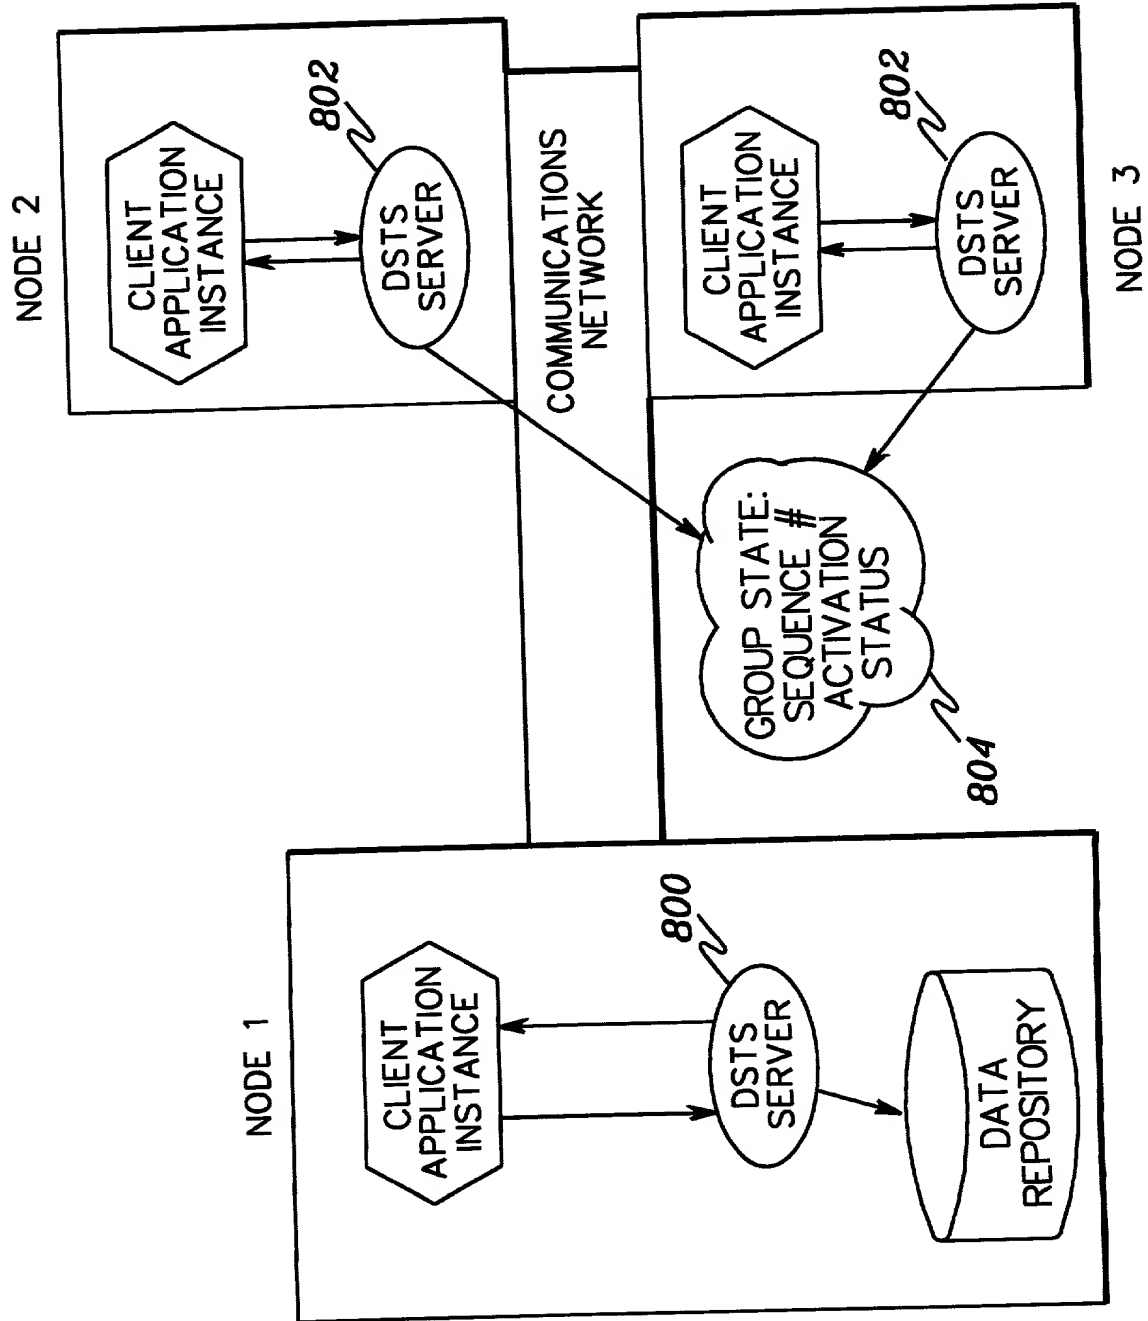 NODE 1
CLIENT
APPLICATION
INSTANCE
800
DSTS
SERVER
DATA
REPOSITORY
NODE 2
CLIENT
APPLICATION
INSTANCE
802
DSTS
SERVER
COMMUNICATIONS
NETWORK
GROUP STATE:
SEQUENCE #
ACTIVATION
STATUS
804
CLIENT
APPLICATION
INSTANCE
802
DSTS
SERVER
NODE 3